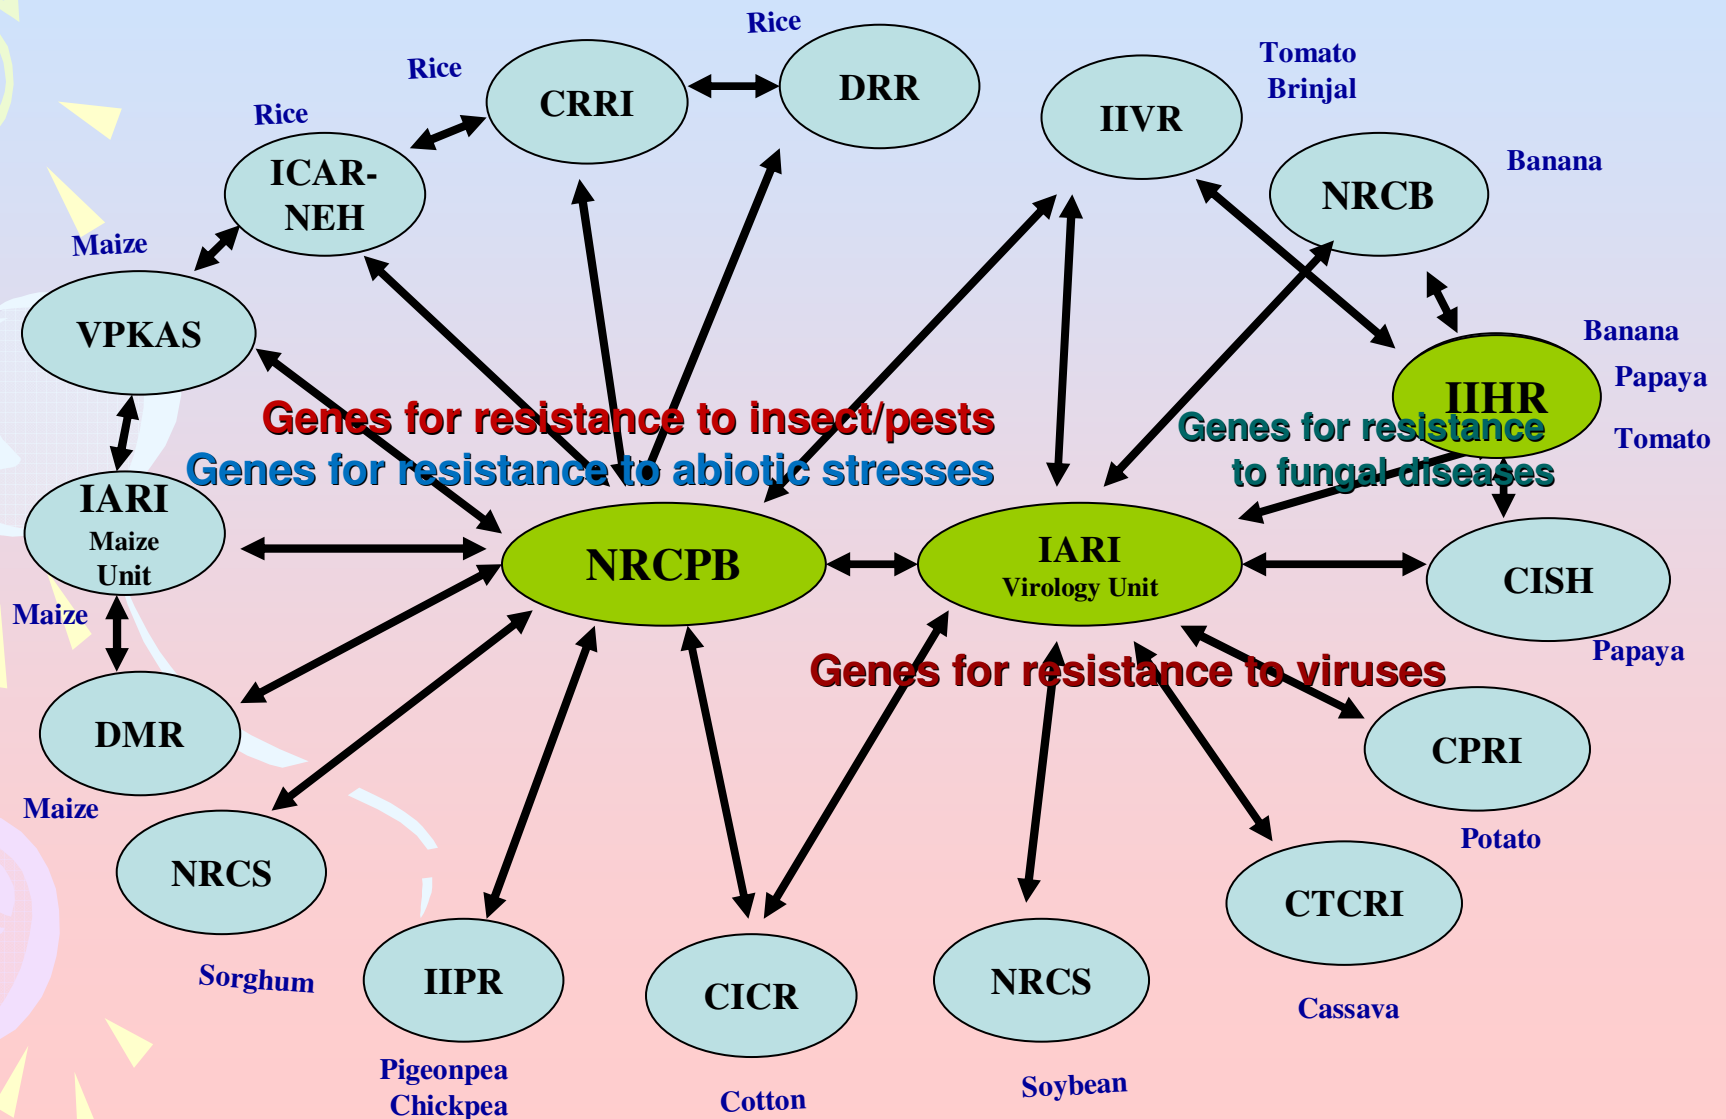 Rice
DRR
Rice
CRRI
Rice
ICAR-
NEH
Tomato
Brinjal
IIVR
Banana
NRCB
Maize
VPKAS
Banana
Papaya
Tomato
IIHR
Genes for resistance to insect/pests
Genes for resistance to abiotic stresses
Genes for resistance
to fungal diseases
IARI
Maize
Unit
Maize
NRCPB
IARI
Virology Unit
CISH
Papaya
Genes for resistance to viruses
DMR
Maize
CPRI
Potato
NRCS
Sorghum
CTCRI
Cassava
IIPR
Pigeonpea
Chickpea
CICR
Cotton
NRCS
Soybean